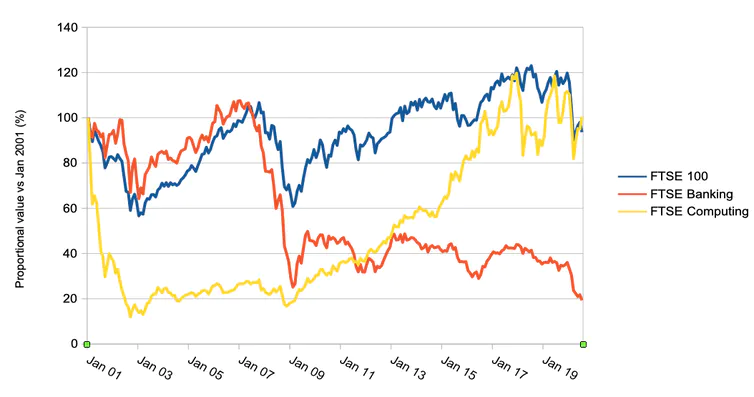 140
120
100
80
60
40
20
0
Proportional value vs Jan 2001 (%)
Jan 01
Jan 03
Jan 05
Jan 07
Jan 09
Jan 11
Jan 13
Jan 15
Jan 17
Jan 19
FTSE 100
FTSE Banking
FTSE Computing